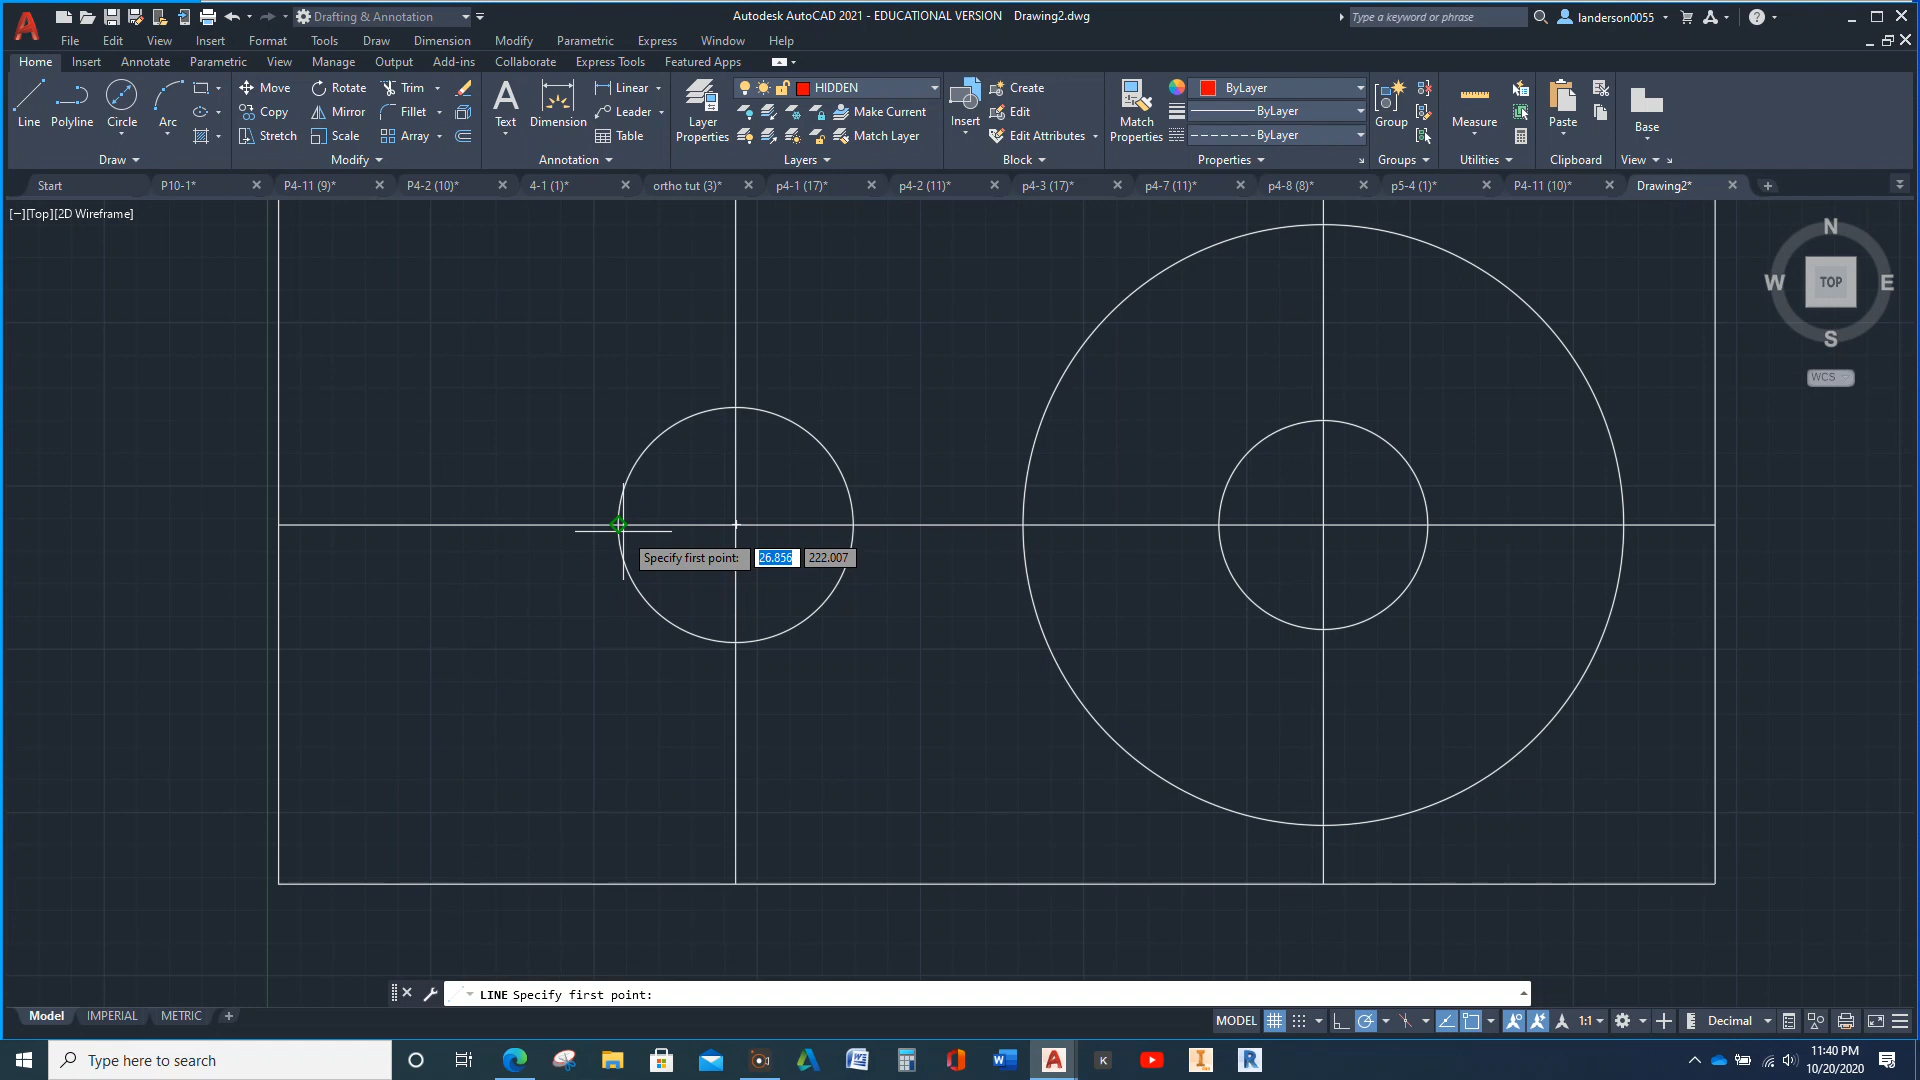 Drafting & Annotation
Autodesk AutoCAD 2021 - EDUCATIONAL VERSION Drawing2.dwg
Type a keyword or phrase
landerson0055
File Edit View Insert Format Tools Draw Dimension Modify Parametric Express Window Help
Home Insert Annotate Parametric View Manage Output Add-ins Collaborate Express Tools Featured Apps
Line Polyline Circle Arc
Move Rotate Trim
Copy Mirror Fillet
Stretch Scale Array
Text Dimension
Linear
Leader
Table
Layer Properties
HIDDEN
Make Current
Match Layer
Insert
Create
Edit
Edit Attributes
Match Properties
ByLayer
ByLayer
ByLayer
Group
Measure
Paste
Base
Draw Modify Annotation Layers Block Properties Groups Utilities Clipboard View
Start P10-1* P4-11 (9)* P4-2 (10)* 4-1 (1)* ortho tut (3)* p4-1 (17)* p4-2 (11)* p4-3 (17)* p4-7 (11)* p4-8 (8)* p5-4 (1)* P4-11 (10)* Drawing2*
[−][Top][2D Wireframe]
N
W TOP E
S
WCS
Specify first point: 26.856 222.007
LINE Specify first point:
Model IMPERIAL METRIC
MODEL 1:1 Decimal
Type here to search
11:40 PM
10/20/2020